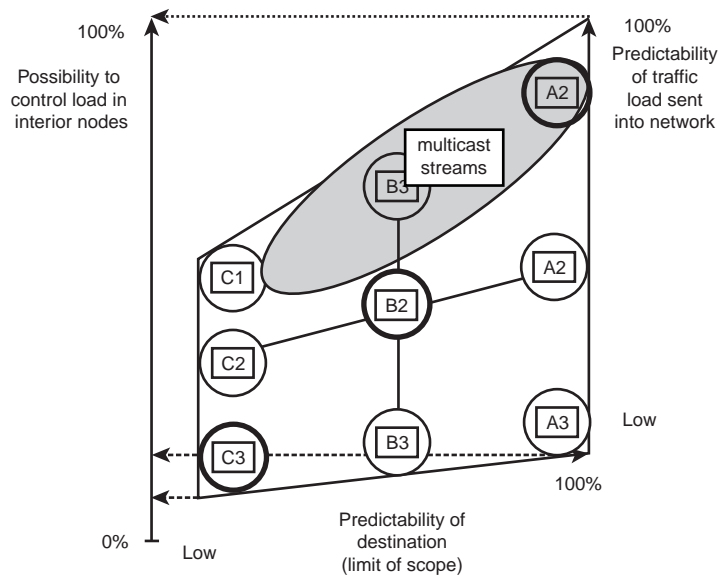 100%
100%
Possibility to
control load in
interior nodes
Predictability
of traffic
load sent
into network
A2
multicast
streams
B3
C1
A2
B2
C2
A3
Low
B3
C3
100%
Predictability of
destination
(limit of scope)
0%
Low